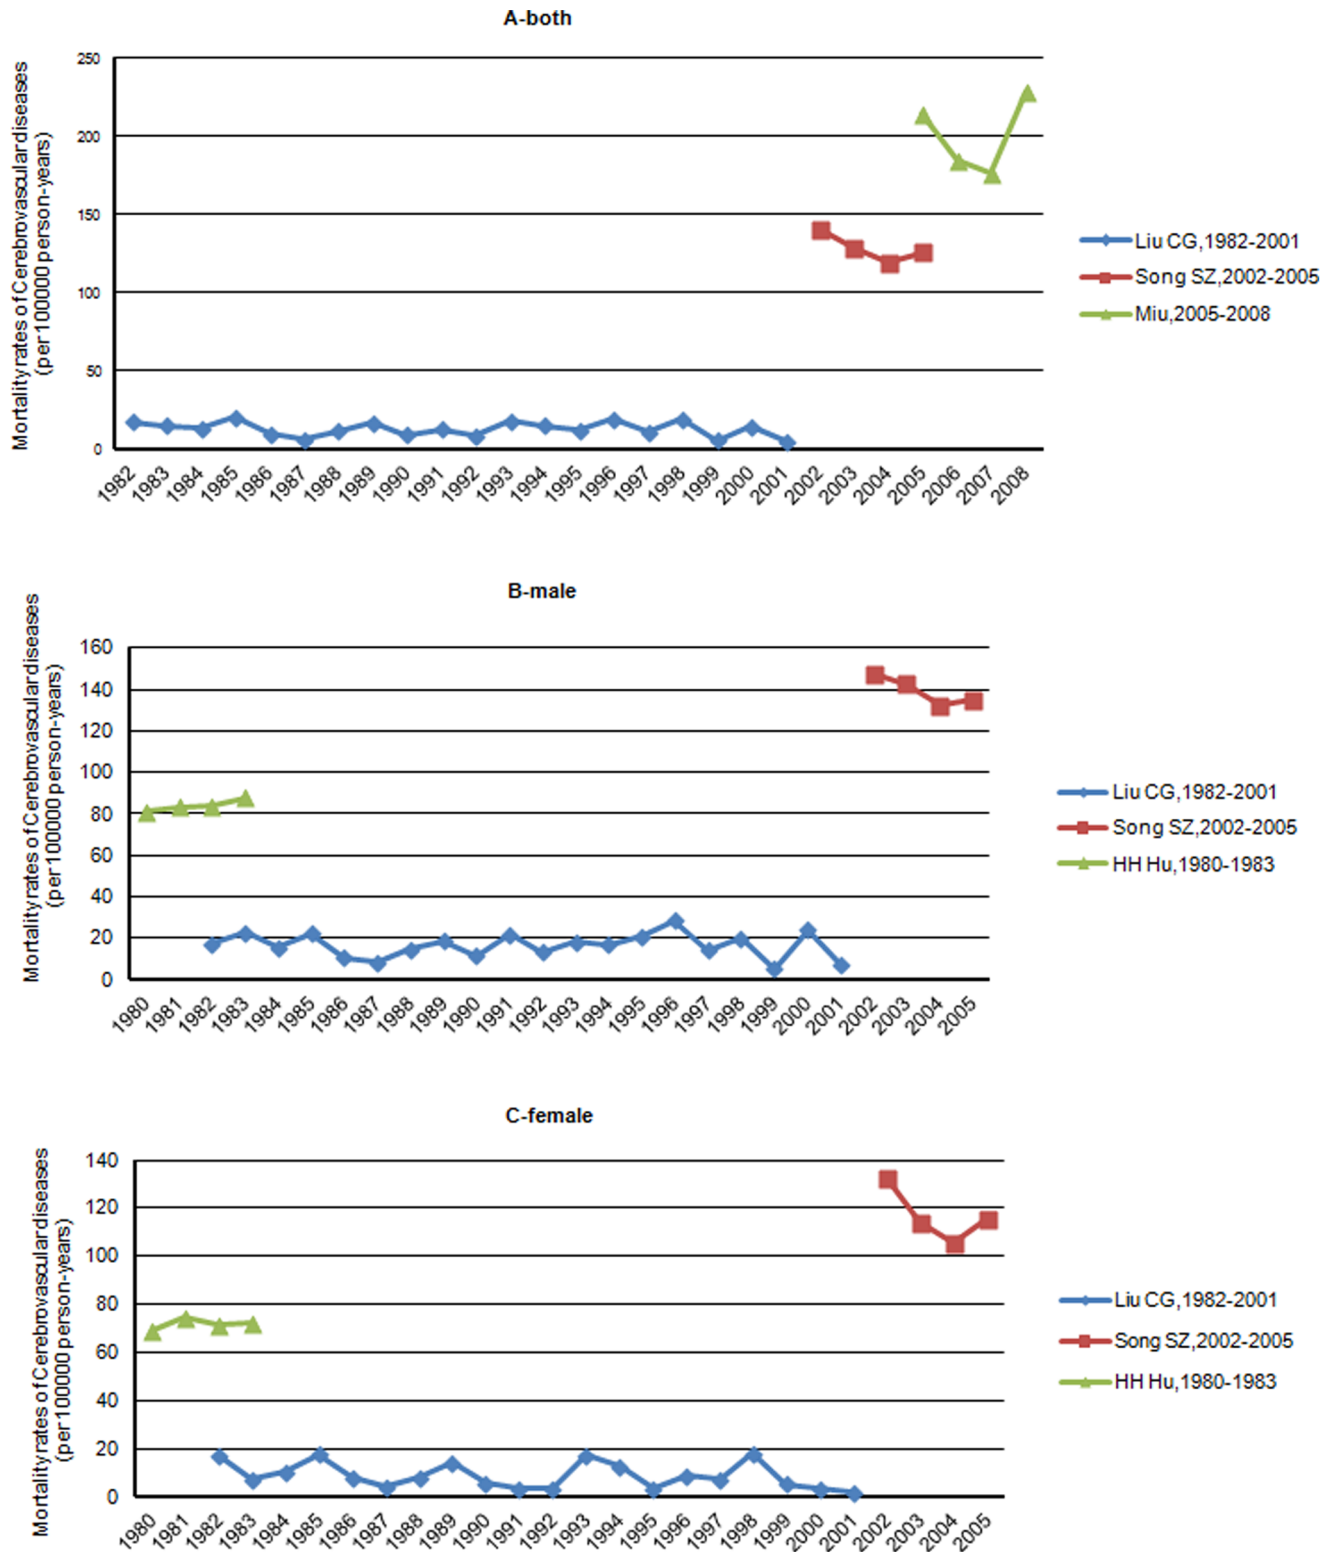 A-both
Mortality rates of Cerebrovascular diseases
(per 100000 person-years)
250
200
150
100
50
0
1982 1983 1984 1985 1986 1987 1988 1989 1990 1991 1992 1993 1994 1995 1996 1997 1998 1999 2000 2001 2002 2003 2004 2005 2006 2007 2008
Liu CG,1982-2001
Song SZ,2002-2005
Miu,2005-2008
B-male
Mortality rates of Cerebrovascular diseases
(per 100000 person-years)
160
140
120
100
80
60
40
20
0
1980 1981 1982 1983 1984 1985 1986 1987 1988 1989 1990 1991 1992 1993 1994 1995 1996 1997 1998 1999 2000 2001 2002 2003 2004 2005
Liu CG,1982-2001
Song SZ,2002-2005
HH Hu,1980-1983
C-female
Mortality rates of Cerebrovascular diseases
(per 100000 person-years)
140
120
100
80
60
40
20
0
1980 1981 1982 1983 1984 1985 1986 1987 1988 1989 1990 1991 1992 1993 1994 1995 1996 1997 1998 1999 2000 2001 2002 2003 2004 2005
Liu CG,1982-2001
Song SZ,2002-2005
HH Hu,1980-1983